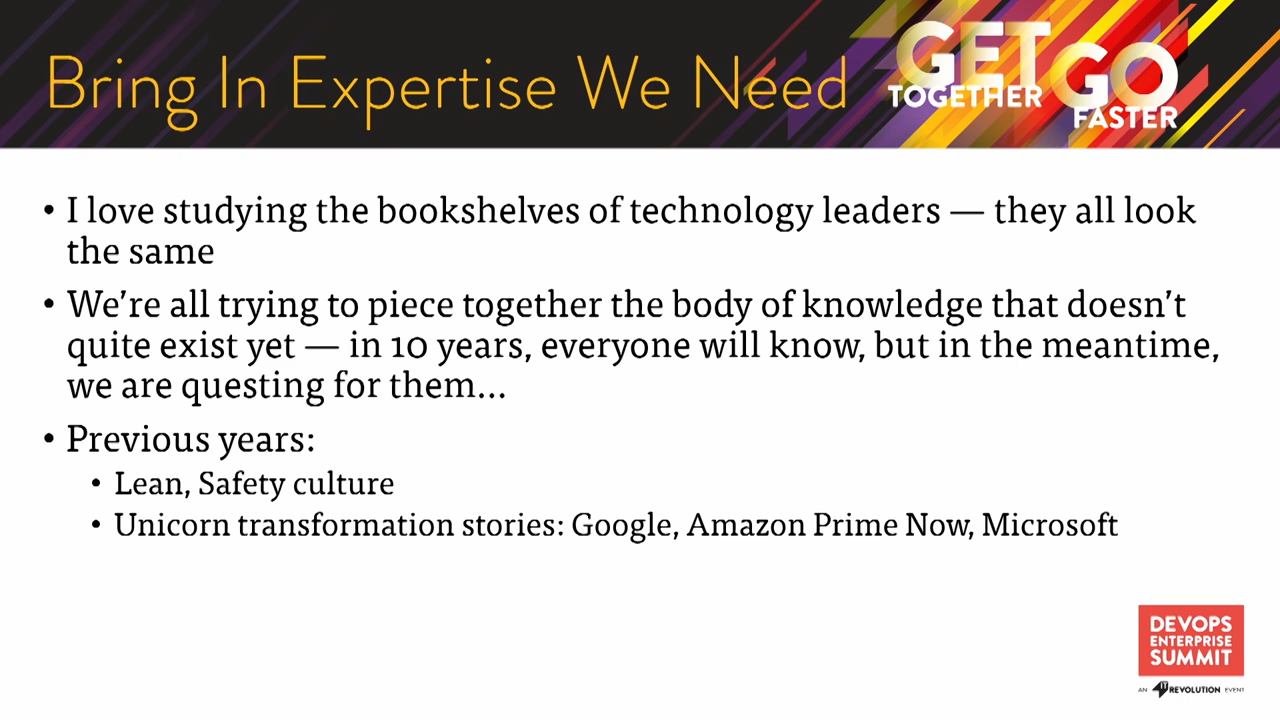 Bring In Expertise We Need
GET
TOGETHER
GO
FASTER
• I love studying the bookshelves of technology leaders — they all look
the same
• We’re all trying to piece together the body of knowledge that doesn’t
quite exist yet — in 10 years, everyone will know, but in the meantime,
we are questing for them…
• Previous years:
• Lean, Safety culture
• Unicorn transformation stories: Google, Amazon Prime Now, Microsoft
DEVOPS
ENTERPRISE
SUMMIT
AN IT REVOLUTION EVENT